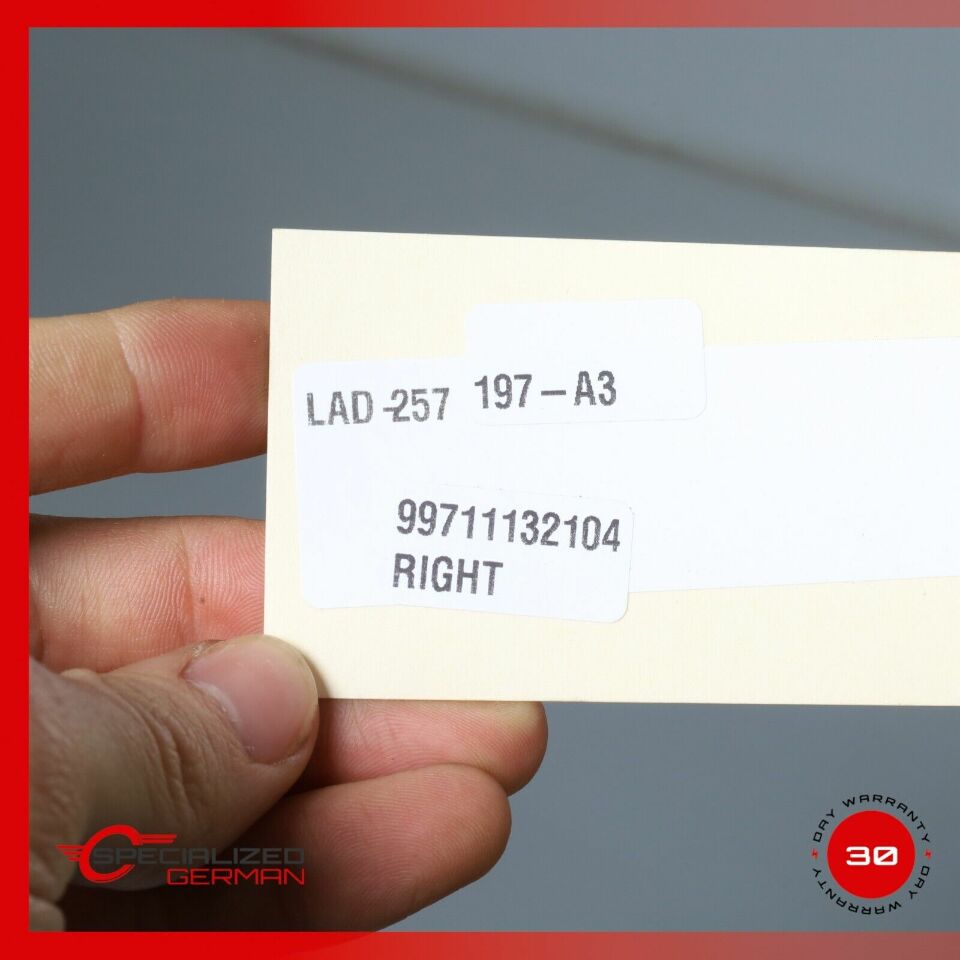 LAD-257 197-A3
99711132104
RIGHT
SPECIALIZED
GERMAN
DAY WARRANTY
30
DAY WARRANTY